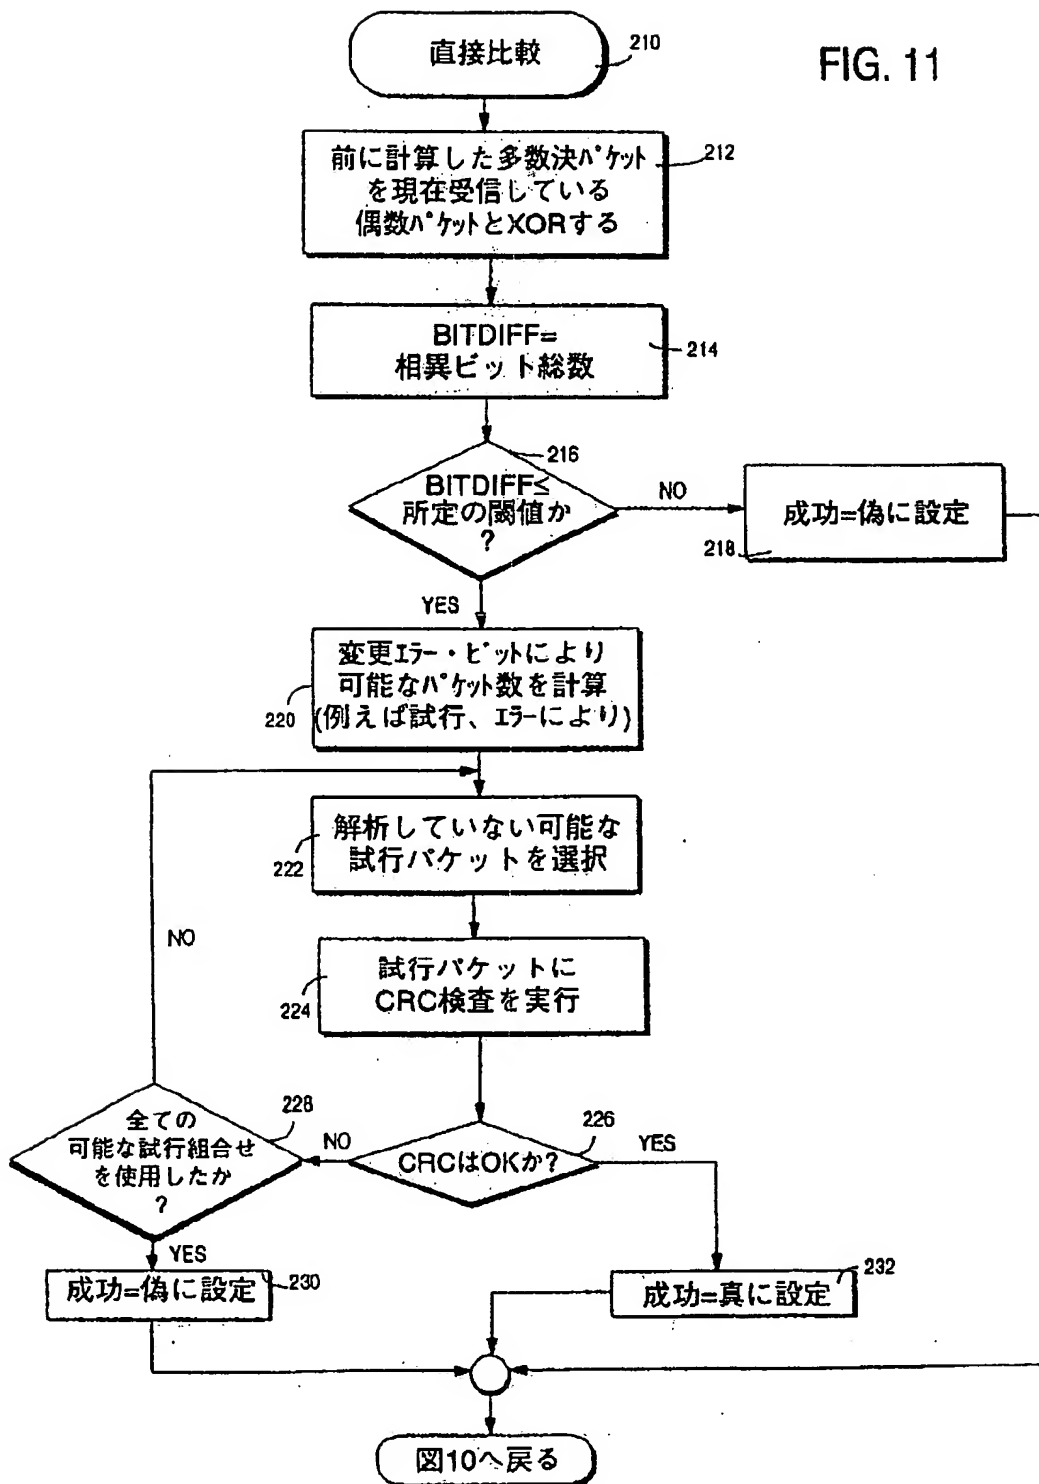 FIG. 11
直接比較
210
前に計算した多数決パケット
を現在受信している
偶数パケットとXORする
212
BITDIFF=
相異ビット総数
214
216
BITDIFF≤
所定の閾値か
?
NO
成功=偽に設定
218
YES
変更エラー・ビットにより
可能なパケット数を計算
(例えば試行、エラーにより)
220
解析していない可能な
試行パケットを選択
222
NO
試行パケットに
CRC検査を実行
224
全ての
可能な試行組合せ
を使用したか
?
228
NO
CRCはOKか?
226
YES
YES
成功=偽に設定
230
成功=真に設定
232
図10へ戻る